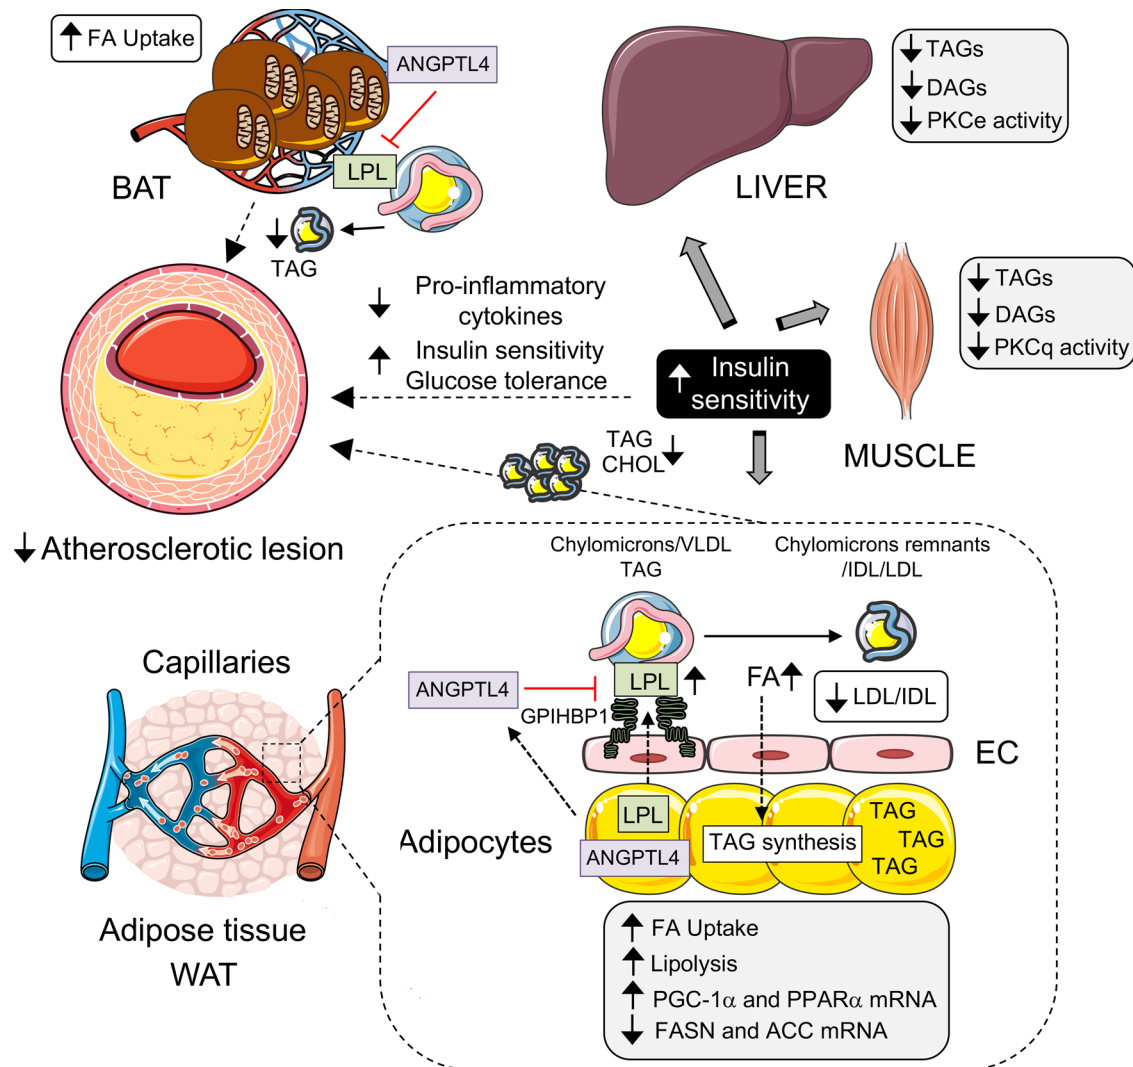 ↑ FA Uptake
ANGPTL4
LPL
BAT
↓
TAG
LIVER
↓ TAGs
↓ DAGs
↓ PKCe activity
MUSCLE
↓ TAGs
↓ DAGs
↓ PKCq activity
↓ Pro-inflammatory
cytokines
↑ Insulin sensitivity
Glucose tolerance
↑ Insulin
sensitivity
TAG
CHOL ↓
↓ Atherosclerotic lesion
Capillaries
Adipose tissue
WAT
Chylomicrons/VLDL
TAG
Chylomicrons remnants
/IDL/LDL
ANGPTL4
LPL ↑
GPIHBP1
FA ↑
↓ LDL/IDL
EC
Adipocytes
LPL
ANGPTL4
TAG synthesis
TAG
TAG
TAG
↑ FA Uptake
↑ Lipolysis
↑ PGC-1α and PPARα mRNA
↓ FASN and ACC mRNA